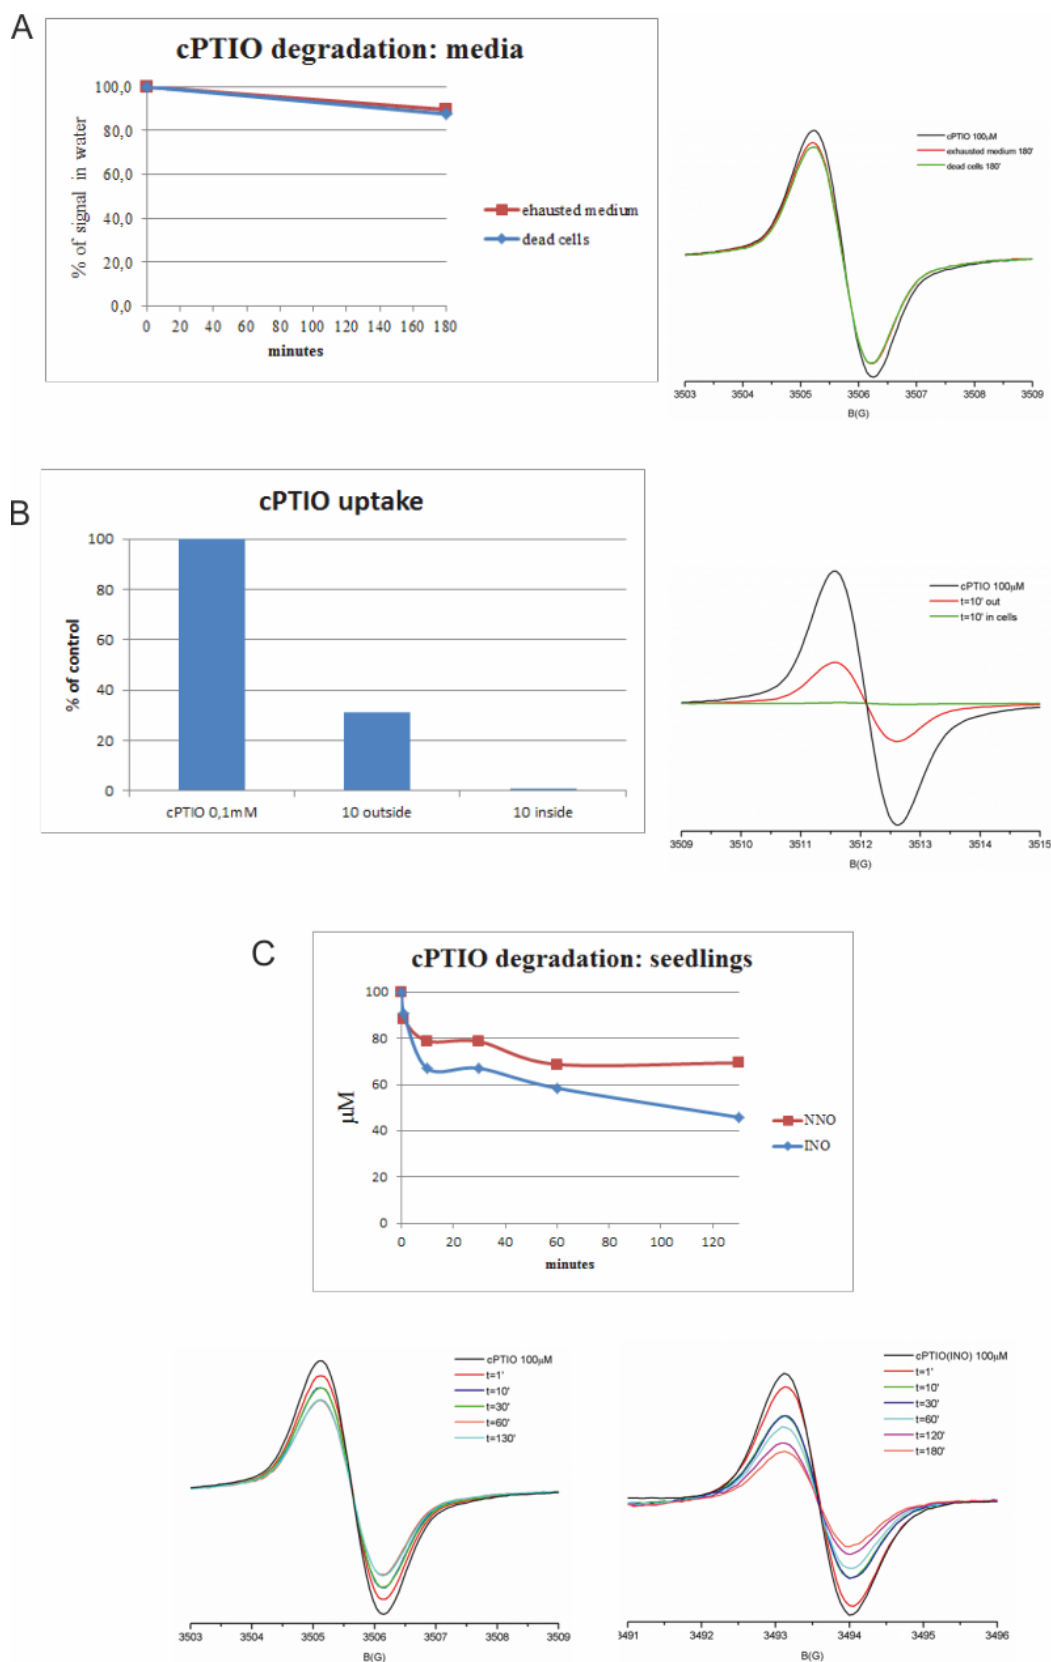 A
cPTIO degradation: media
% of signal in water
100,0
80,0
60,0
40,0
20,0
0,0
0 20 40 60 80 100 120 140 160 180
minutes
ehausted medium
dead cells
cPTIO 100µM
exhausted medium 180'
dead cells 180'
3503 3504 3505 3506 3507 3508 3509
B(G)
B
cPTIO uptake
% of control
100
80
60
40
20
0
cPTIO 0,1mM 10 outside 10 inside
cPTIO 100µM
t=10' out
t=10' in cells
3509 3510 3511 3512 3513 3514 3515
B(G)
C
cPTIO degradation: seedlings
µM
100
80
60
40
20
0
0 20 40 60 80 100 120
minutes
NNO
INO
cPTIO 100µM
t=1'
t=10'
t=30'
t=60'
t=130'
3503 3504 3505 3506 3507 3508 3509
B(G)
cPTIO(INO) 100µM
t=1'
t=10'
t=30'
t=60'
t=120'
t=180'
3491 3492 3493 3494 3495 3496
B(G)